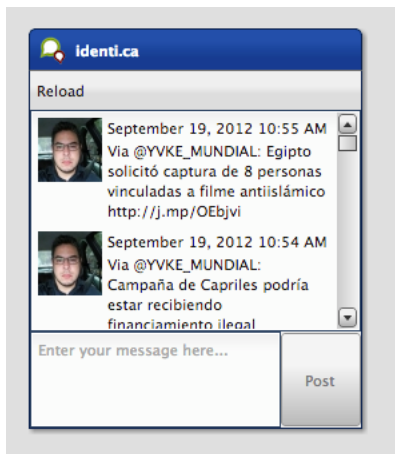 identi.ca
Reload
September 19, 2012 10:55 AM
Via @YVKE_MUNDIAL: Egipto
solicitó captura de 8 personas
vinculadas a filme antiislámico
http://j.mp/OEbjvi
September 19, 2012 10:54 AM
Via @YVKE_MUNDIAL:
Campaña de Capriles podría
estar recibiendo
financiamiento ilegal
Enter your message here...
Post